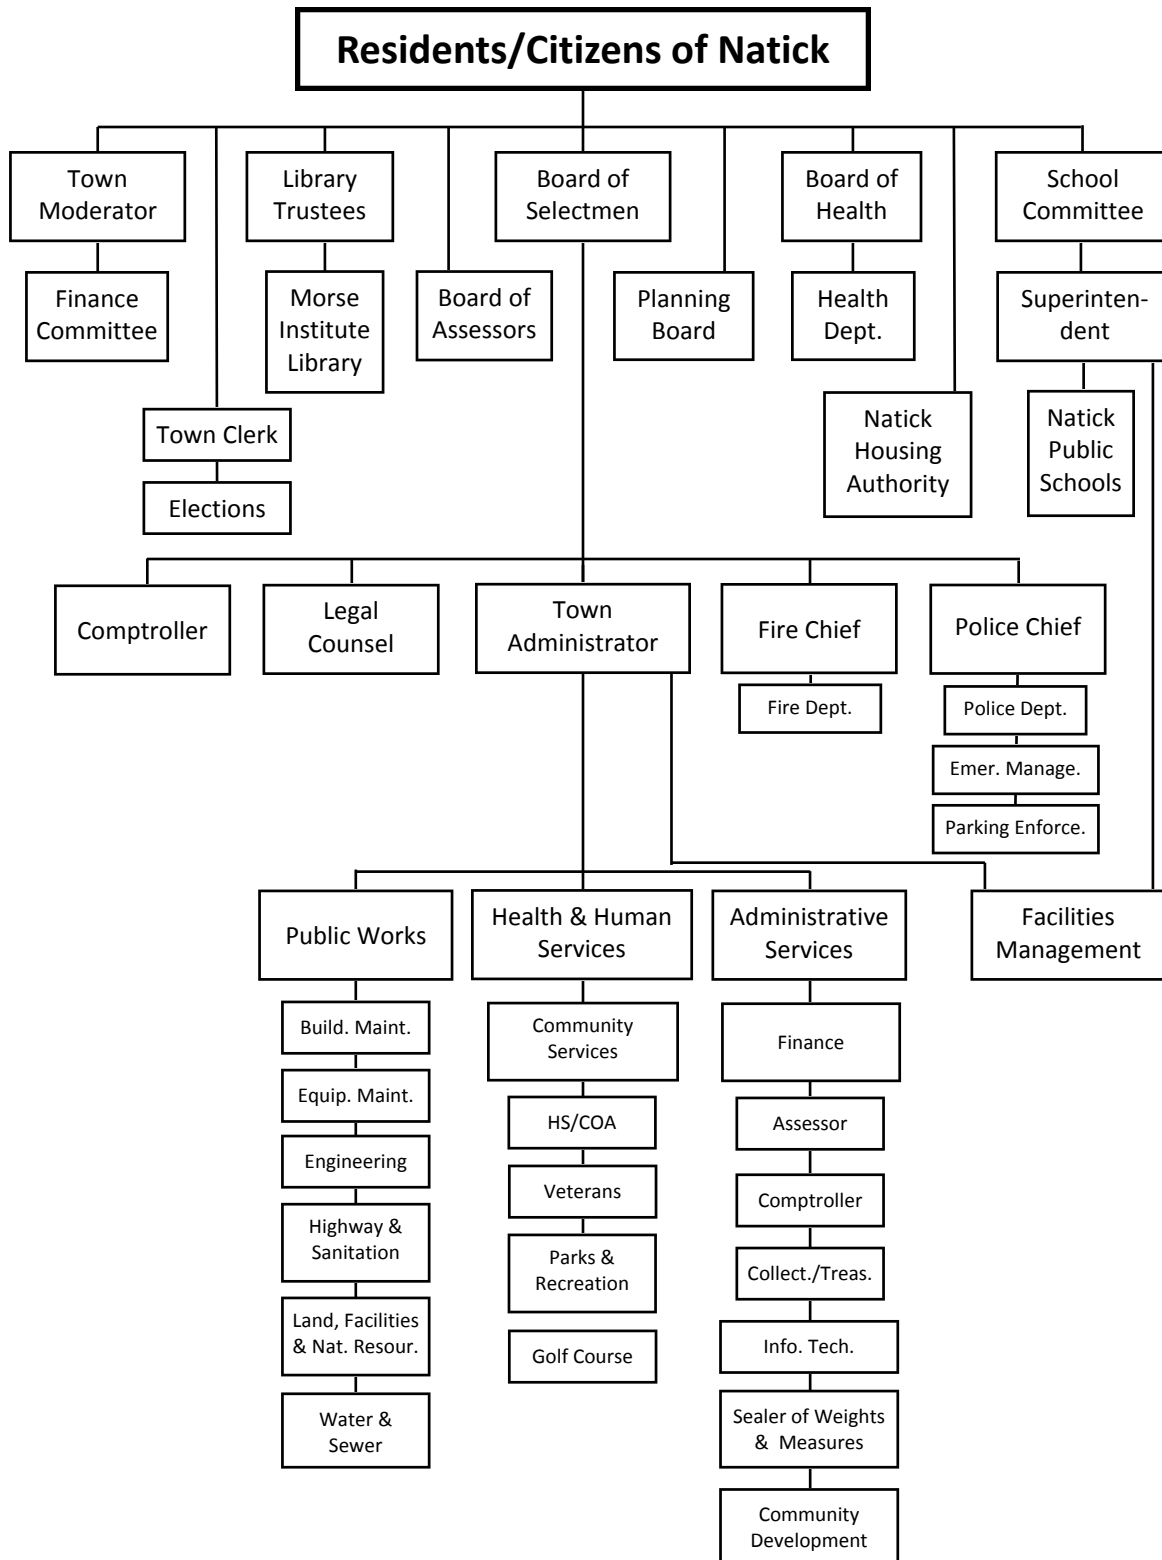 Residents/Citizens of Natick
Town
Moderator
Library
Trustees
Board of
Selectmen
Board of
Health
School
Committee
Finance
Committee
Morse
Institute
Library
Board of
Assessors
Planning
Board
Health
Dept.
Superinten-
dent
Town Clerk
Elections
Natick
Housing
Authority
Natick
Public
Schools
Comptroller
Legal
Counsel
Town
Administrator
Fire Chief
Police Chief
Fire Dept.
Police Dept.
Emer. Manage.
Parking Enforce.
Public Works
Health & Human
Services
Administrative
Services
Facilities
Management
Build. Maint.
Equip. Maint.
Engineering
Highway &
Sanitation
Land, Facilities
& Nat. Resour.
Water &
Sewer
Community
Services
HS/COA
Veterans
Parks &
Recreation
Golf Course
Finance
Assessor
Comptroller
Collect./Treas.
Info. Tech.
Sealer of Weights
& Measures
Community
Development